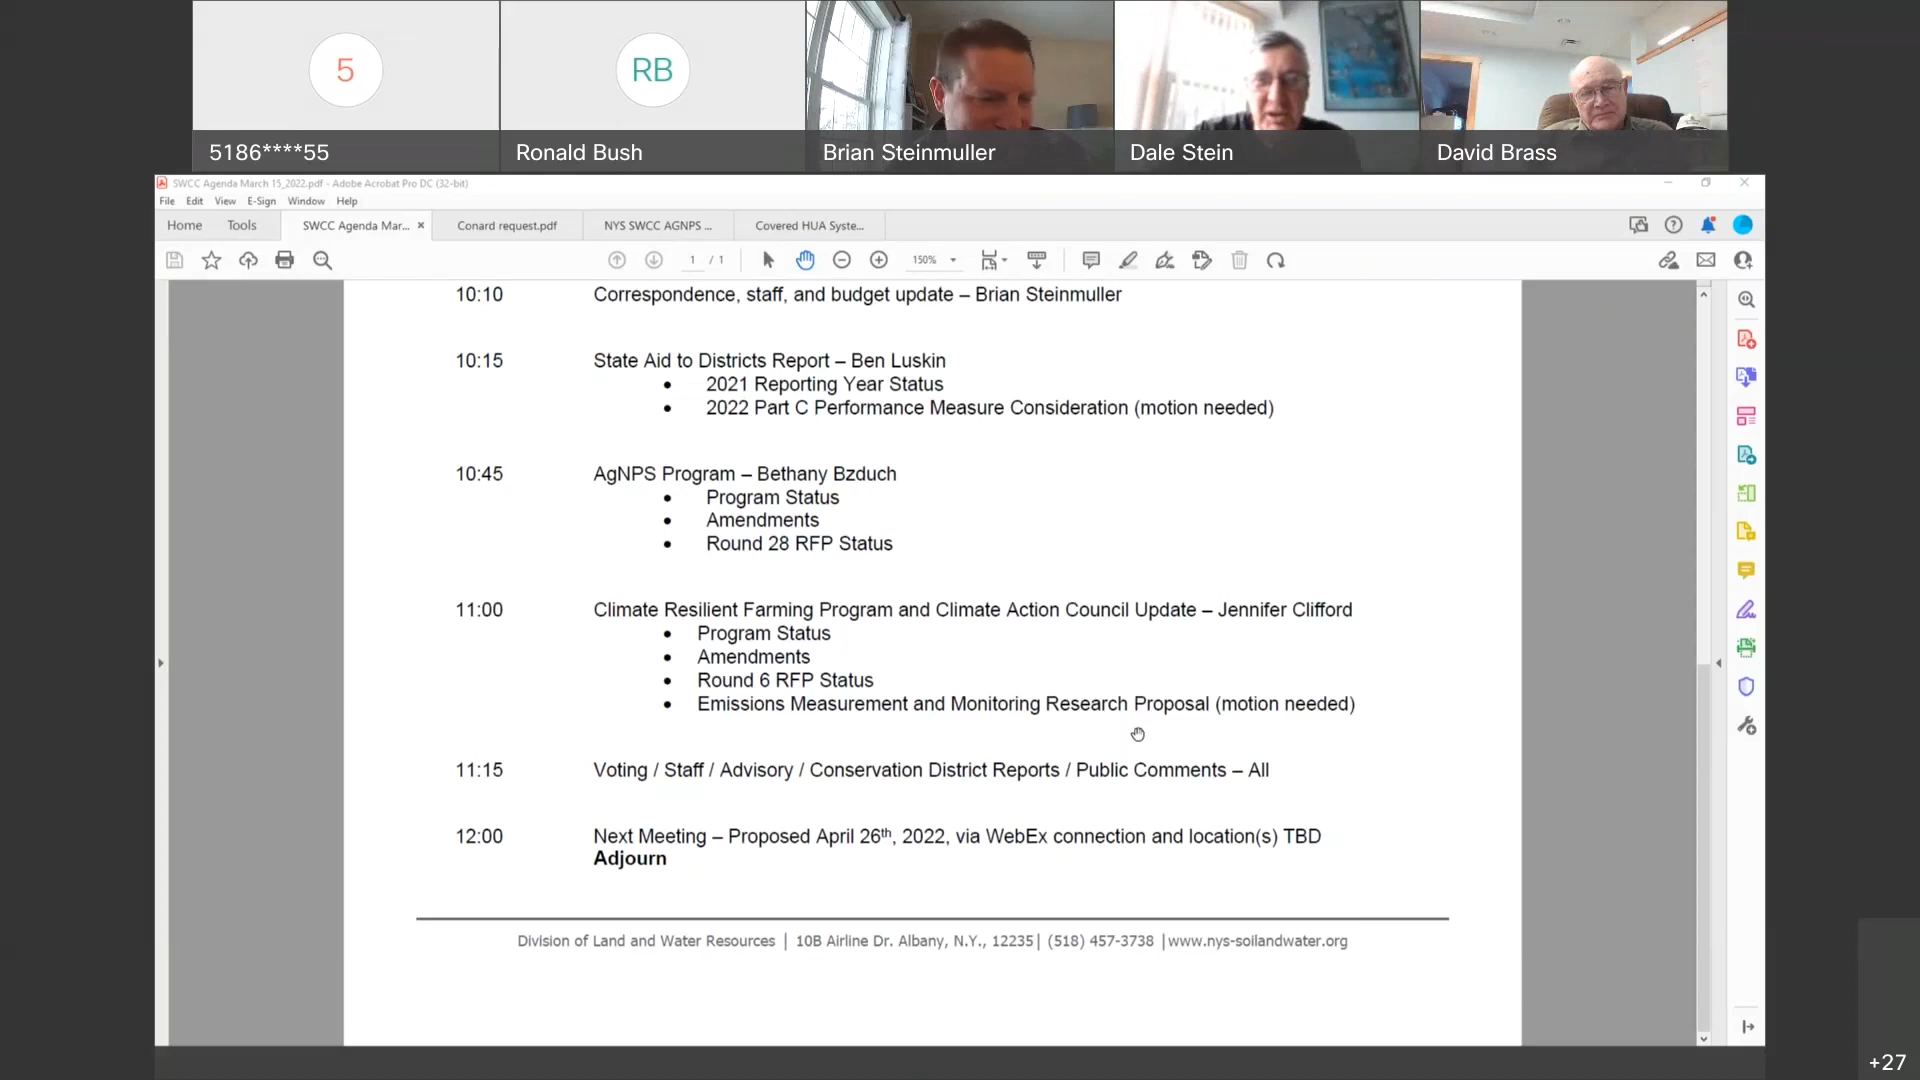 5
RB
5186****55
Ronald Bush
Brian Steinmuller
Dale Stein
David Brass
SWCC Agenda March 15_2022.pdf - Adobe Acrobat Pro DC (32-bit)
File Edit View E-Sign Window Help
Home Tools SWCC Agenda Mar... × Conard request.pdf NYS SWCC AGNPS ... Covered HUA Syste...
1 / 1 150%
10:10 Correspondence, staff, and budget update – Brian Steinmuller
10:15 State Aid to Districts Report – Ben Luskin
• 2021 Reporting Year Status
• 2022 Part C Performance Measure Consideration (motion needed)
10:45 AgNPS Program – Bethany Bzduch
• Program Status
• Amendments
• Round 28 RFP Status
11:00 Climate Resilient Farming Program and Climate Action Council Update – Jennifer Clifford
• Program Status
• Amendments
• Round 6 RFP Status
• Emissions Measurement and Monitoring Research Proposal (motion needed)
11:15 Voting / Staff / Advisory / Conservation District Reports / Public Comments – All
12:00 Next Meeting – Proposed April 26th, 2022, via WebEx connection and location(s) TBD
Adjourn
Division of Land and Water Resources | 10B Airline Dr. Albany, N.Y., 12235| (518) 457-3738 |www.nys-soilandwater.org
+27